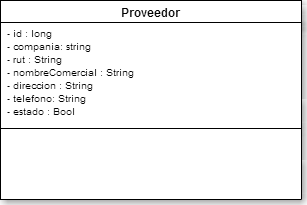 Proveedor
- id : long
- compania: string
- rut : String
- nombreComercial : String
- direccion : String
- telefono: String
- estado : Bool